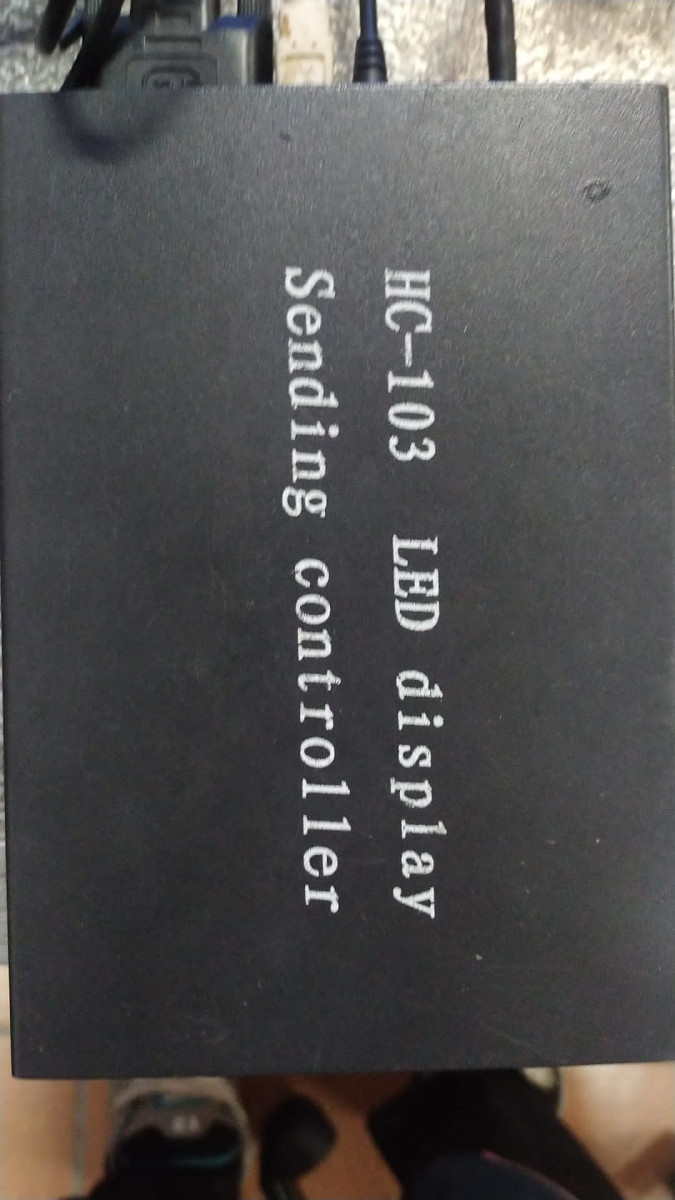 HC-103 LED display
Sending controller